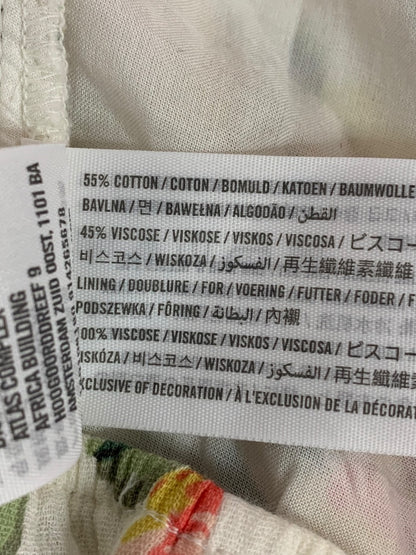 55% COTTON / COTON / BOMULD / KATOEN / BAUMWOLLE
BAVLNA / 면 / BAWEŁNA / ALGODÃO / القطن
45% VISCOSE / VISKOSE / VISKOS / VISCOSA / ビスコー
비스코스 / WISKOZA / الفسكوز / 再生纖維素纖維
LINING / DOUBLURE / FOR / VOERING / FUTTER / FODER / F
PODSZEWKA / FÔRING / البطانة / 內襯
100% VISCOSE / VISKOSE / VISKOS / VISCOSA / ビスコー
VISKÓZA / 비스코스 / WISKOZA / الفسكوز / 再生纖維
EXCLUSIVE OF DECORATION / À L'EXCLUSION DE LA DÉCORAT
ATLAS COMPLEX
AFRICA BUILDING
HOOGOORDDREEF 9
AMSTERDAM ZUID OOST, 1101 BA